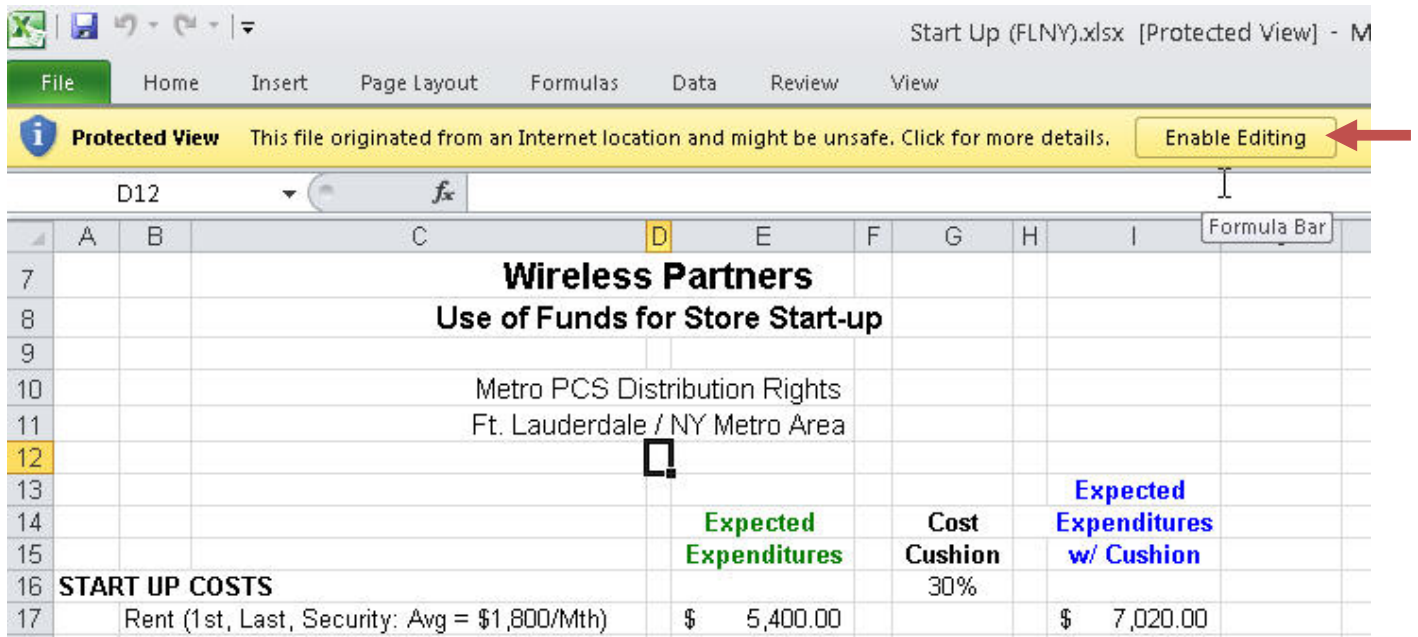 Start Up (FLNY).xlsx [Protected View] - M
File Home Insert Page Layout Formulas Data Review View
Protected View This file originated from an Internet location and might be unsafe. Click for more details. Enable Editing
D12 fx
Formula Bar
A B C D E F G H I
7 Wireless Partners
8 Use of Funds for Store Start-up
9
10 Metro PCS Distribution Rights
11 Ft. Lauderdale / NY Metro Area
12
13 Expected
14 Expected Cost Expenditures
15 Expenditures Cushion w/ Cushion
16 START UP COSTS 30%
17 Rent (1st, Last, Security: Avg = $1,800/Mth) $ 5,400.00 $ 7,020.00